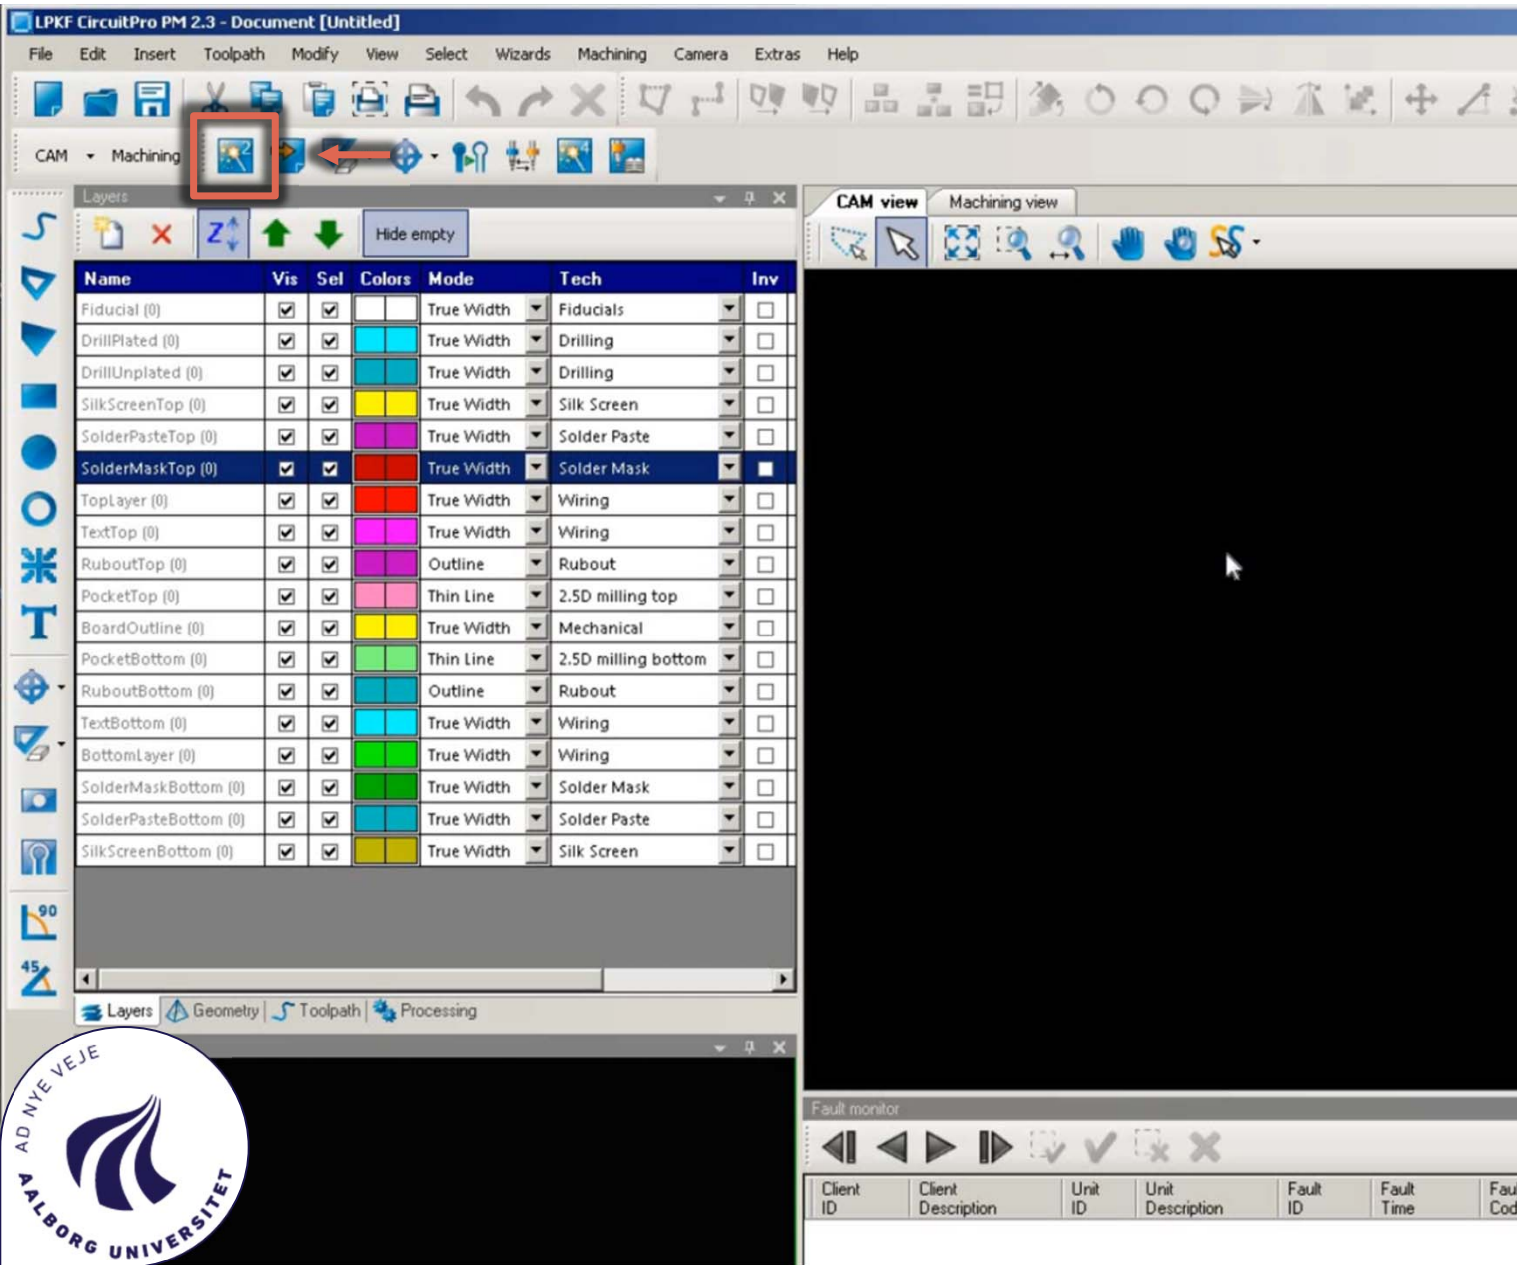 LPKF CircuitPro PM 2.3 - Document [Untitled]
File Edit Insert Toolpath Modify View Select Wizards Machining Camera Extras Help
CAM Machining 2 4
Layers
Z Hide empty
CAM view Machining view
Name Vis Sel Colors Mode Tech Inv
Fiducial (0) True Width Fiducials
DrillPlated (0) True Width Drilling
DrillUnplated (0) True Width Drilling
SilkScreenTop (0) True Width Silk Screen
SolderPasteTop (0) True Width Solder Paste
SolderMaskTop (0) True Width Solder Mask
TopLayer (0) True Width Wiring
TextTop (0) True Width Wiring
RuboutTop (0) Outline Rubout
PocketTop (0) Thin Line 2.5D milling top
T
BoardOutline (0) True Width Mechanical
PocketBottom (0) Thin Line 2.5D milling bottom
RuboutBottom (0) Outline Rubout
TextBottom (0) True Width Wiring
BottomLayer (0) True Width Wiring
SolderMaskBottom (0) True Width Solder Mask
SolderPasteBottom (0) True Width Solder Paste
SilkScreenBottom (0) True Width Silk Screen
90
45
Layers Geometry Toolpath Processing
AD NYE VEJE
AALBORG UNIVERSITET
Fault monitor
Client ID
Client Description
Unit ID
Unit Description
Fault ID
Fault Time
Fau
Cod